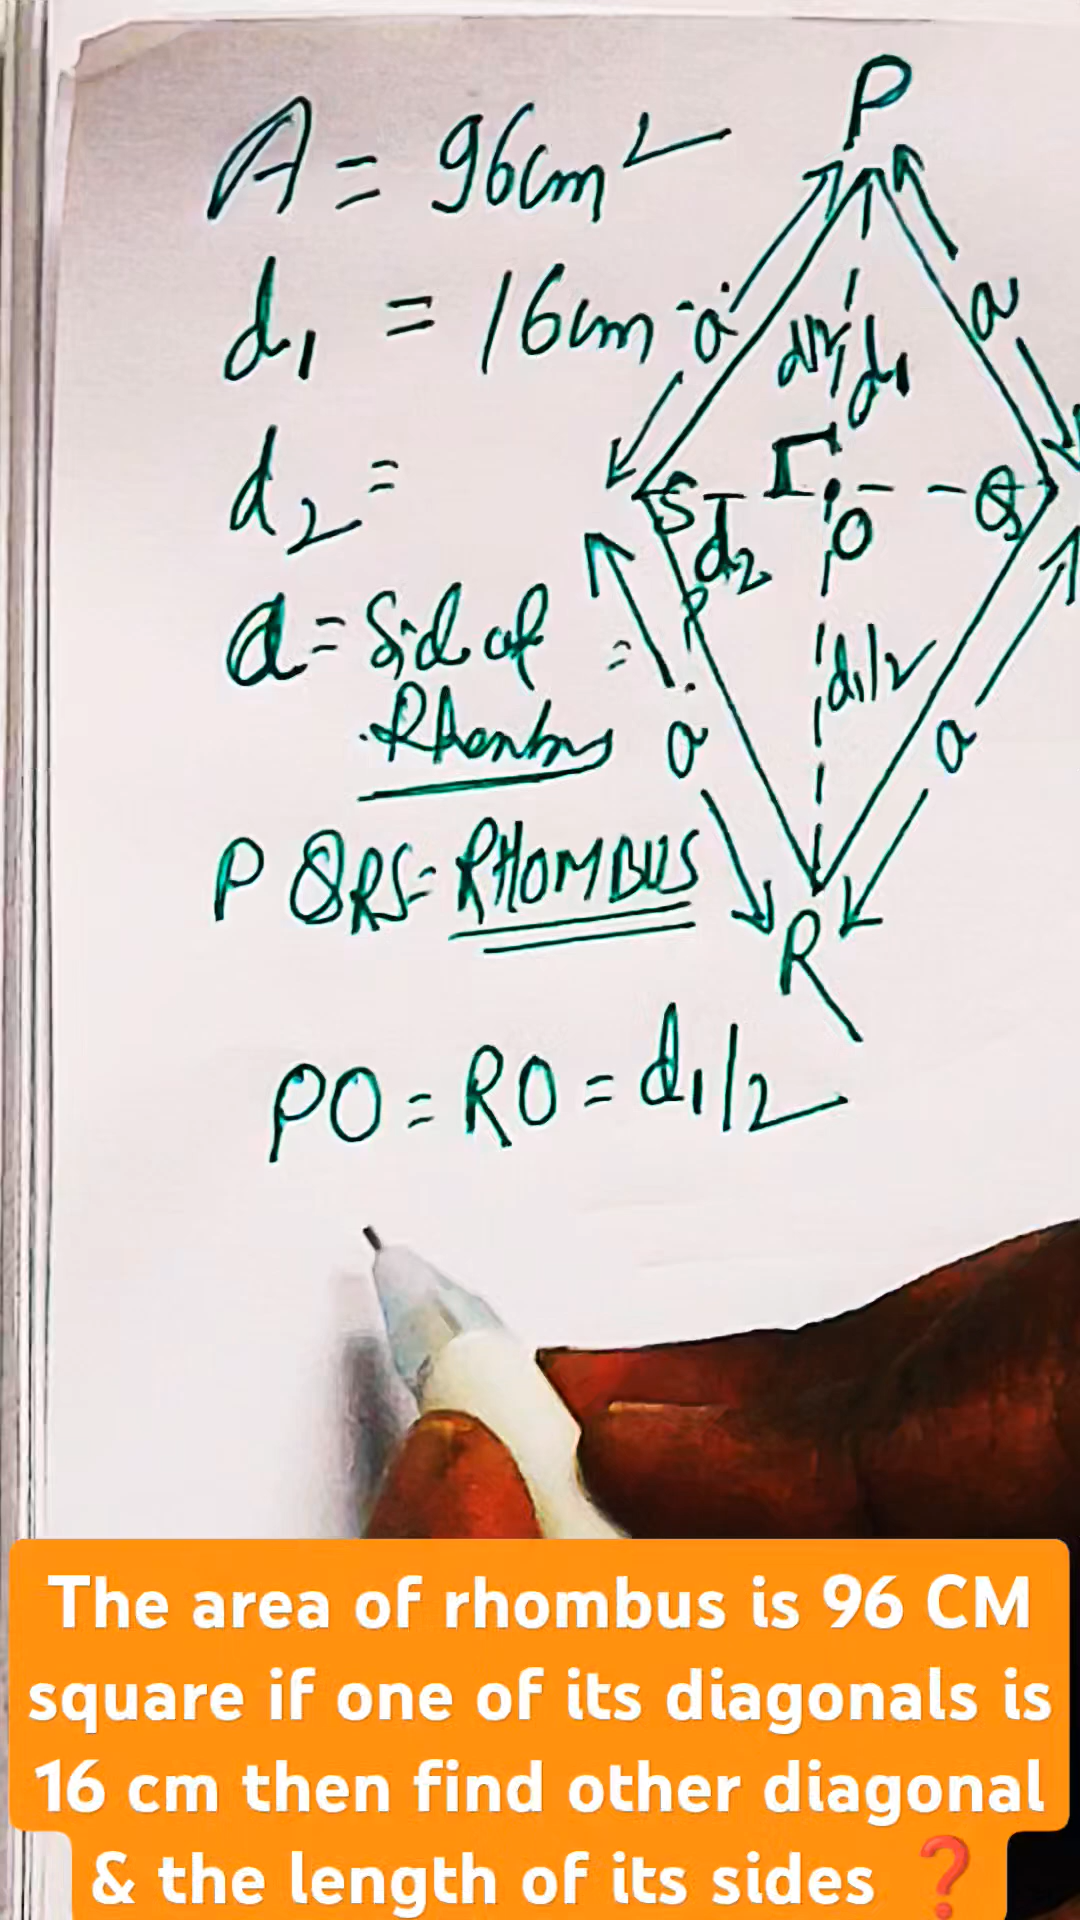 A = 96cm²
d₁ = 16cm
d₂ =
a = Sid of =
Rhombus
PQRS = RHOMBUS
PO = RO = d₁/2
P
a
a
d₁
S
O
Q
d₂
d₁/2
a
a
R
The area of rhombus is 96 CM
square if one of its diagonals is
16 cm then find other diagonal
& the length of its sides ❓